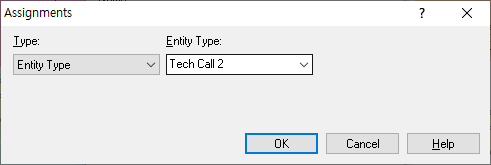 Assignments
Type:
Entity Type:
Entity Type
Tech Call 2
OK
Cancel
Help